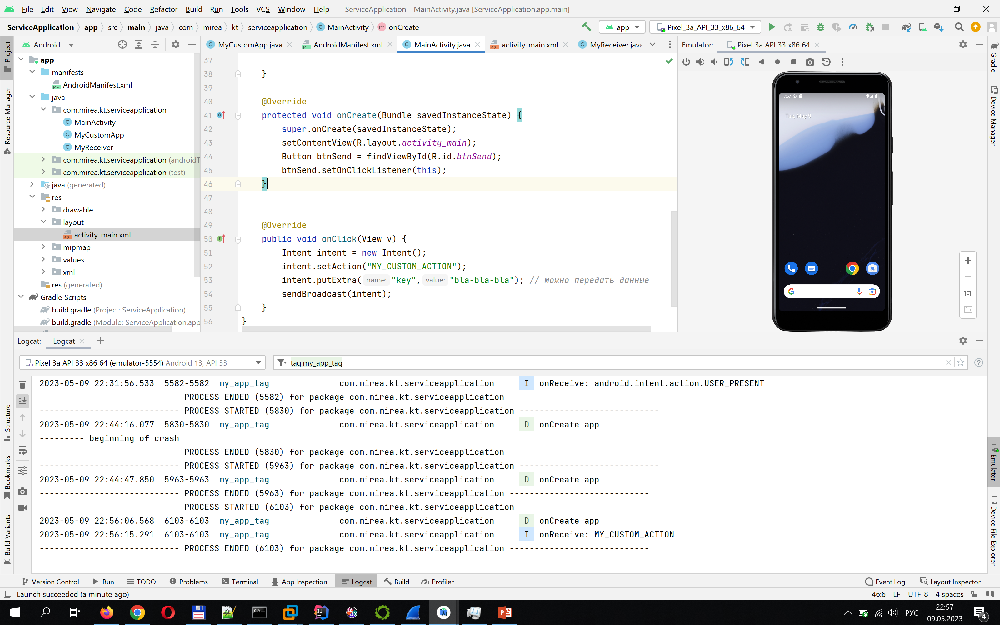 File Edit View Navigate Code Refactor Build Run Tools VCS Window Help ServiceApplication - MainActivity.java [ServiceApplication.app.main]
ServiceApplication app src main java com mirea kt serviceapplication MainActivity onCreate app Pixel_3a_API_33_x86_64
Android MyCustomApp.java AndroidManifest.xml MainActivity.java activity_main.xml MyReceiver.java Emulator: Pixel 3a API 33 x86 64
Project
Resource Manager
Structure
Bookmarks
Build Variants
app
manifests
AndroidManifest.xml
java
com.mirea.kt.serviceapplication
MainActivity
MyCustomApp
MyReceiver
com.mirea.kt.serviceapplication (androidT
com.mirea.kt.serviceapplication (test)
java (generated)
res
drawable
layout
activity_main.xml
mipmap
values
xml
res (generated)
Gradle Scripts
build.gradle (Project: ServiceApplication)
build.gradle (Module: ServiceApplication.app
37
38 }
39
40 @Override
41 protected void onCreate(Bundle savedInstanceState) {
42 super.onCreate(savedInstanceState);
43 setContentView(R.layout.activity_main);
44 Button btnSend = findViewById(R.id.btnSend);
45 btnSend.setOnClickListener(this);
46 }
47
48
49 @Override
50 public void onClick(View v) {
51 Intent intent = new Intent();
52 intent.setAction("MY_CUSTOM_ACTION");
53 intent.putExtra( name: "key", value: "bla-bla-bla"); // можно передать данные
54 sendBroadcast(intent);
55 }
56 }
7:57
Tue, May 9
1:1
Gradle
Device Manager
Emulator
Device File Explorer
Logcat: Logcat
Pixel 3a API 33 x86 64 (emulator-5554) Android 13, API 33 tag:my_app_tag
2023-05-09 22:31:56.533 5582-5582 my_app_tag com.mirea.kt.serviceapplication I onReceive: android.intent.action.USER_PRESENT
---------------------------- PROCESS ENDED (5582) for package com.mirea.kt.serviceapplication ----------------------------
---------------------------- PROCESS STARTED (5830) for package com.mirea.kt.serviceapplication ----------------------------
2023-05-09 22:44:16.077 5830-5830 my_app_tag com.mirea.kt.serviceapplication D onCreate app
--------- beginning of crash
---------------------------- PROCESS ENDED (5830) for package com.mirea.kt.serviceapplication ----------------------------
---------------------------- PROCESS STARTED (5963) for package com.mirea.kt.serviceapplication ----------------------------
2023-05-09 22:44:47.850 5963-5963 my_app_tag com.mirea.kt.serviceapplication D onCreate app
---------------------------- PROCESS ENDED (5963) for package com.mirea.kt.serviceapplication ----------------------------
---------------------------- PROCESS STARTED (6103) for package com.mirea.kt.serviceapplication ----------------------------
2023-05-09 22:56:06.568 6103-6103 my_app_tag com.mirea.kt.serviceapplication D onCreate app
2023-05-09 22:56:15.291 6103-6103 my_app_tag com.mirea.kt.serviceapplication I onReceive: MY_CUSTOM_ACTION
---------------------------- PROCESS ENDED (6103) for package com.mirea.kt.serviceapplication ----------------------------
Version Control Run TODO Problems Terminal App Inspection Logcat Build Profiler Event Log Layout Inspector
Launch succeeded (a minute ago) 46:6 LF UTF-8 4 spaces
РУС 22:57
09.05.2023 4